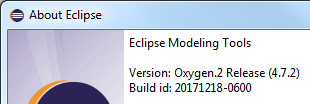 About Eclipse
Eclipse Modeling Tools
Version: Oxygen.2 Release (4.7.2)
Build id: 20171218-0600